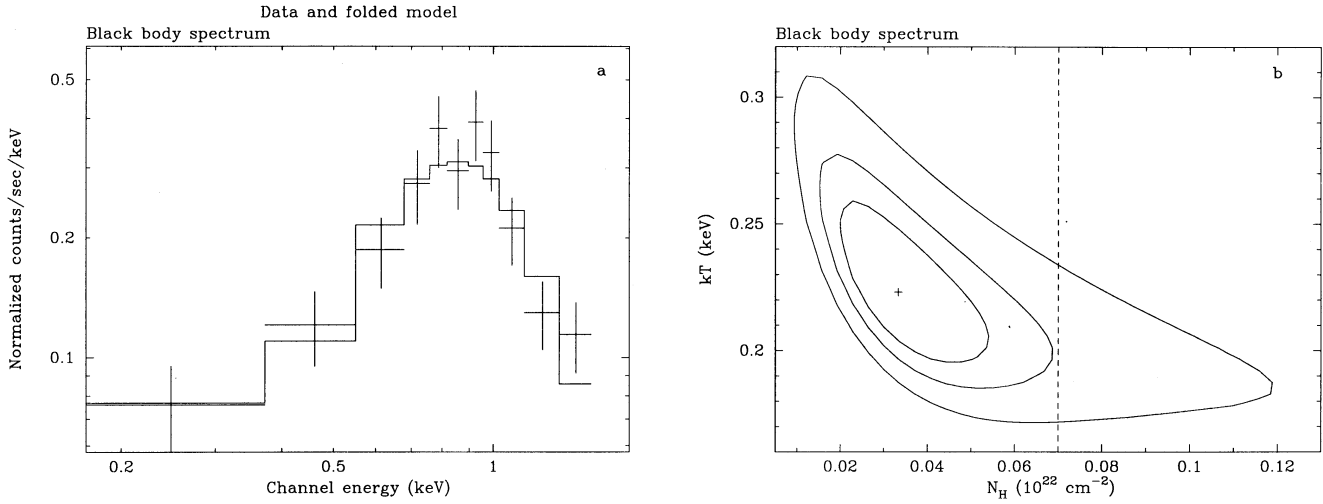 Data and folded model
Black body spectrum
a
0.5
0.2
0.1
Normalized counts/sec/keV
0.2
0.5
1
Channel energy (keV)
Black body spectrum
b
0.3
0.25
0.2
kT (keV)
0.02
0.04
0.06
0.08
0.1
0.12
N_H (10^22 cm^-2)